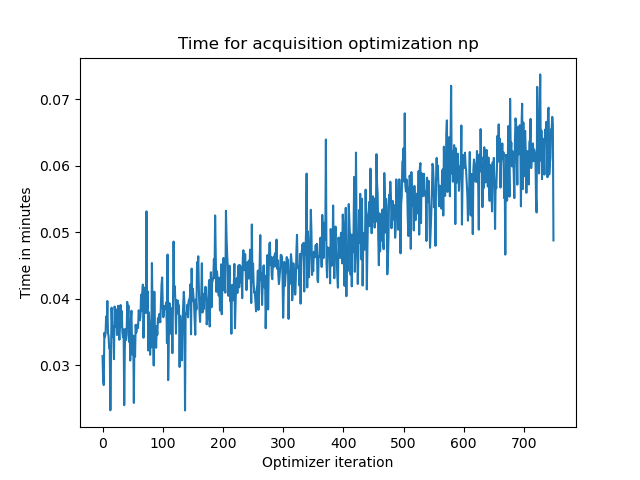 Time for acquisition optimization np
0.07
0.06
0.05
0.04
0.03
Time in minutes
0 100 200 300 400 500 600 700
Optimizer iteration